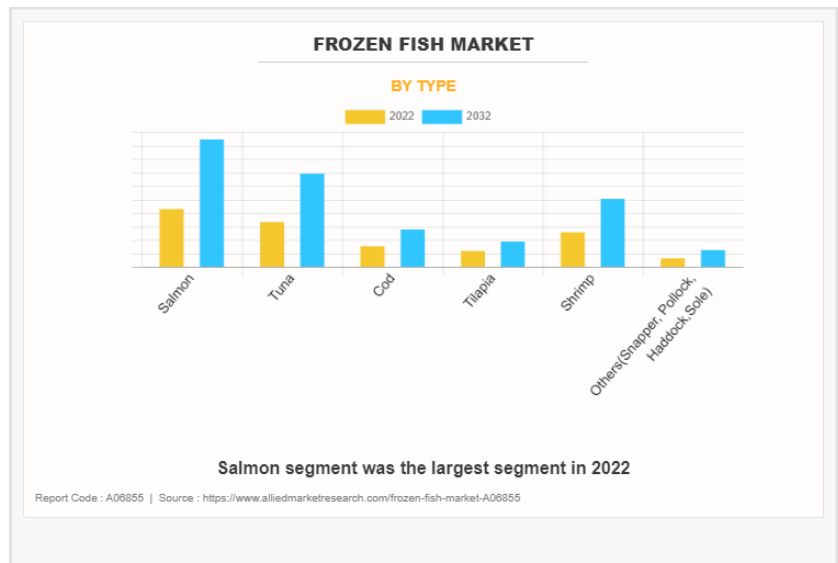 FROZEN FISH MARKET
BY TYPE
2022 2032
Salmon
Tuna
Cod
Tilapia
Shrimp
Others(Snapper, Pollock,
Haddock,Sole)
Salmon segment was the largest segment in 2022
Report Code : A06855 | Source : https://www.alliedmarketresearch.com/frozen-fish-market-A06855